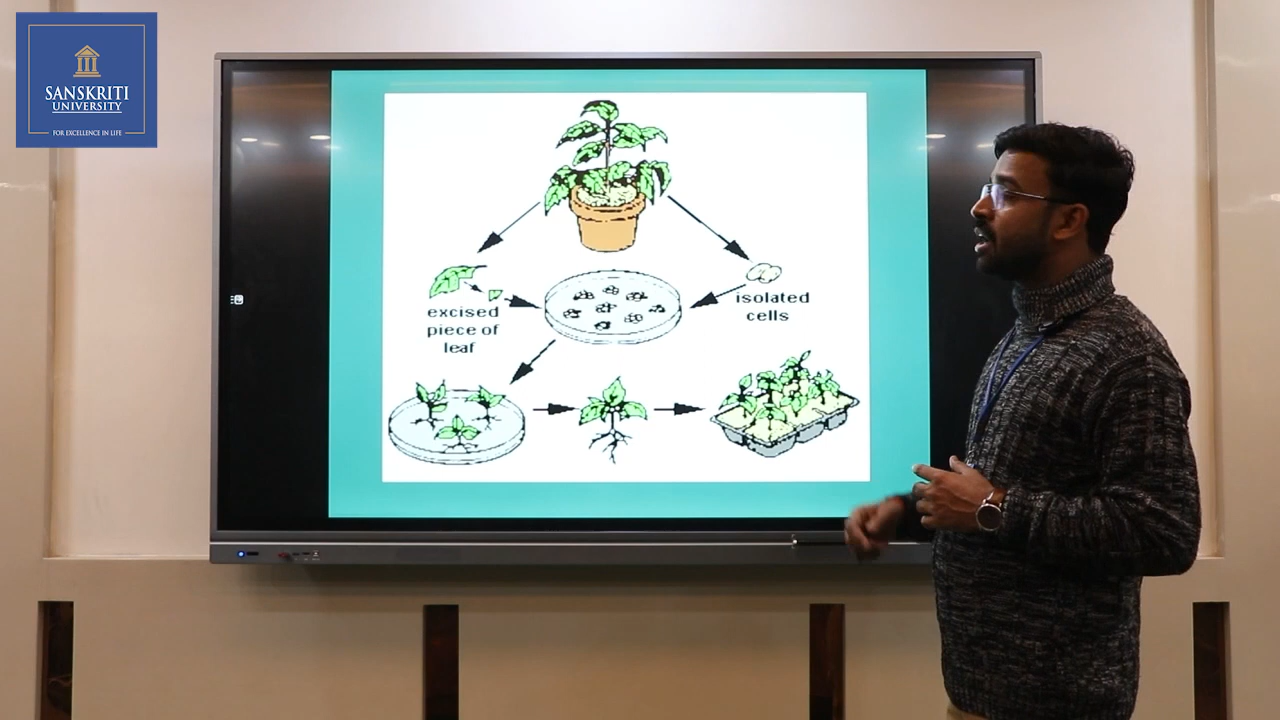 SANSKRITI
UNIVERSITY
FOR EXCELLENCE IN LIFE
excised
piece of
leaf
isolated
cells